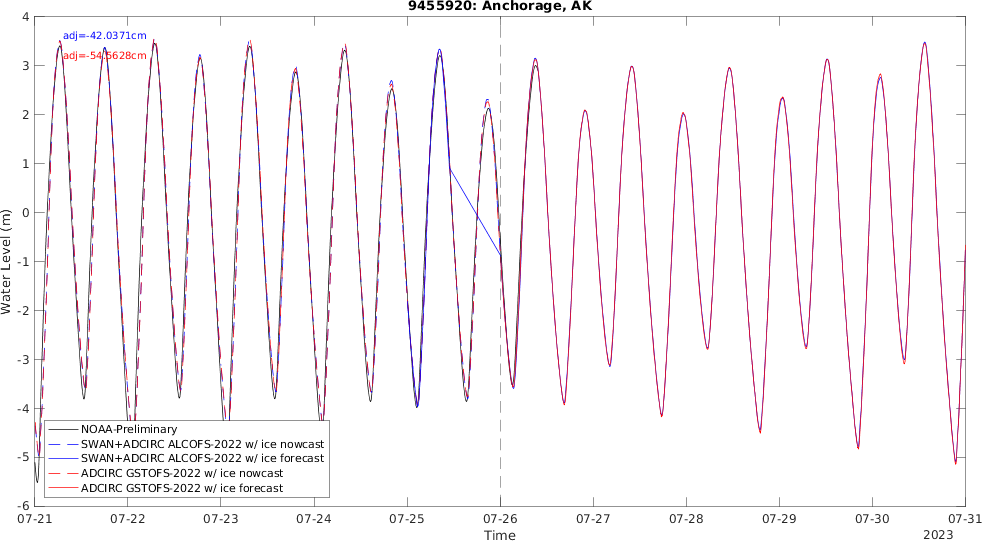 9455920: Anchorage, AK
adj=-42.0371cm
adj=-54.5628cm
Water Level (m)
4
3
2
1
0
-1
-2
-3
-4
-5
-6
NOAA-Preliminary
SWAN+ADCIRC ALCOFS-2022 w/ ice nowcast
SWAN+ADCIRC ALCOFS-2022 w/ ice forecast
ADCIRC GSTOFS-2022 w/ ice nowcast
ADCIRC GSTOFS-2022 w/ ice forecast
07-21 07-22 07-23 07-24 07-25 07-26 07-27 07-28 07-29 07-30 07-31
Time
2023